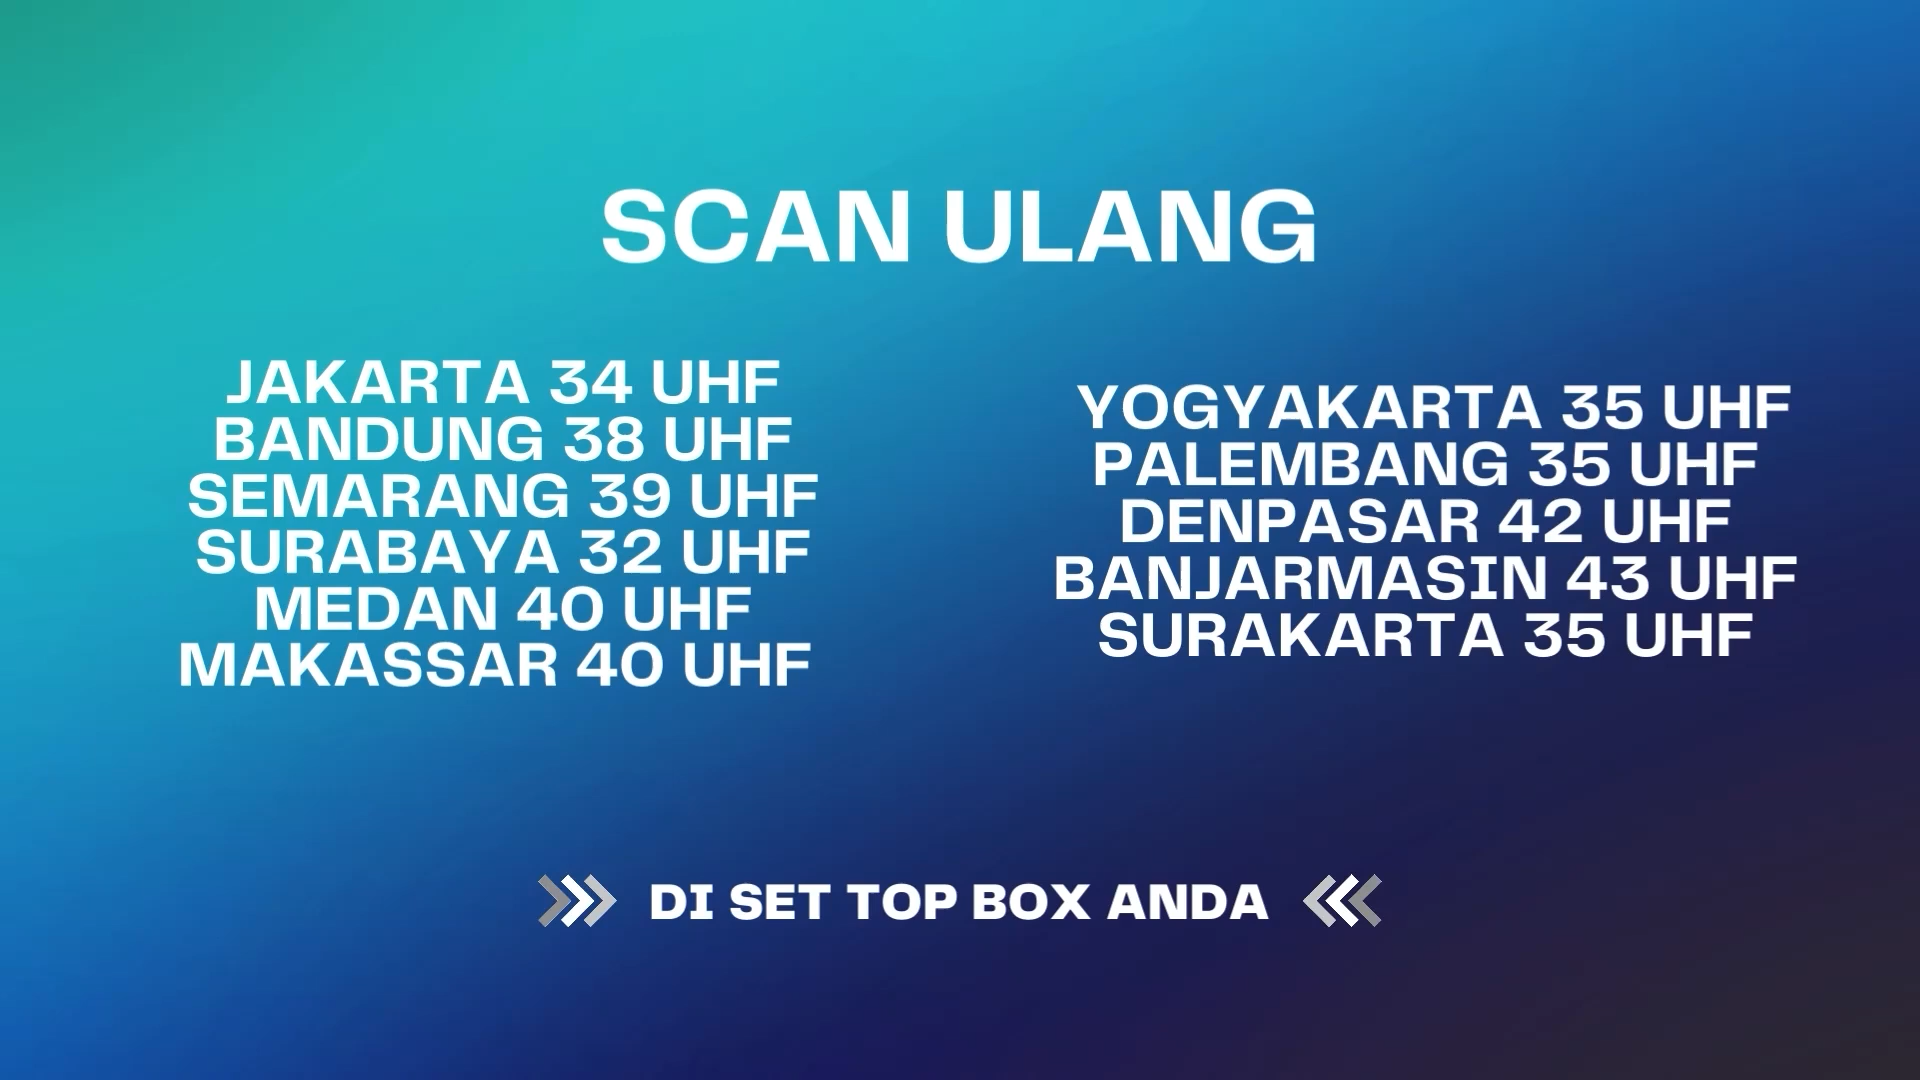 SCAN ULANG
JAKARTA 34 UHF
BANDUNG 38 UHF
SEMARANG 39 UHF
SURABAYA 32 UHF
MEDAN 40 UHF
MAKASSAR 40 UHF
YOGYAKARTA 35 UHF
PALEMBANG 35 UHF
DENPASAR 42 UHF
BANJARMASIN 43 UHF
SURAKARTA 35 UHF
DI SET TOP BOX ANDA